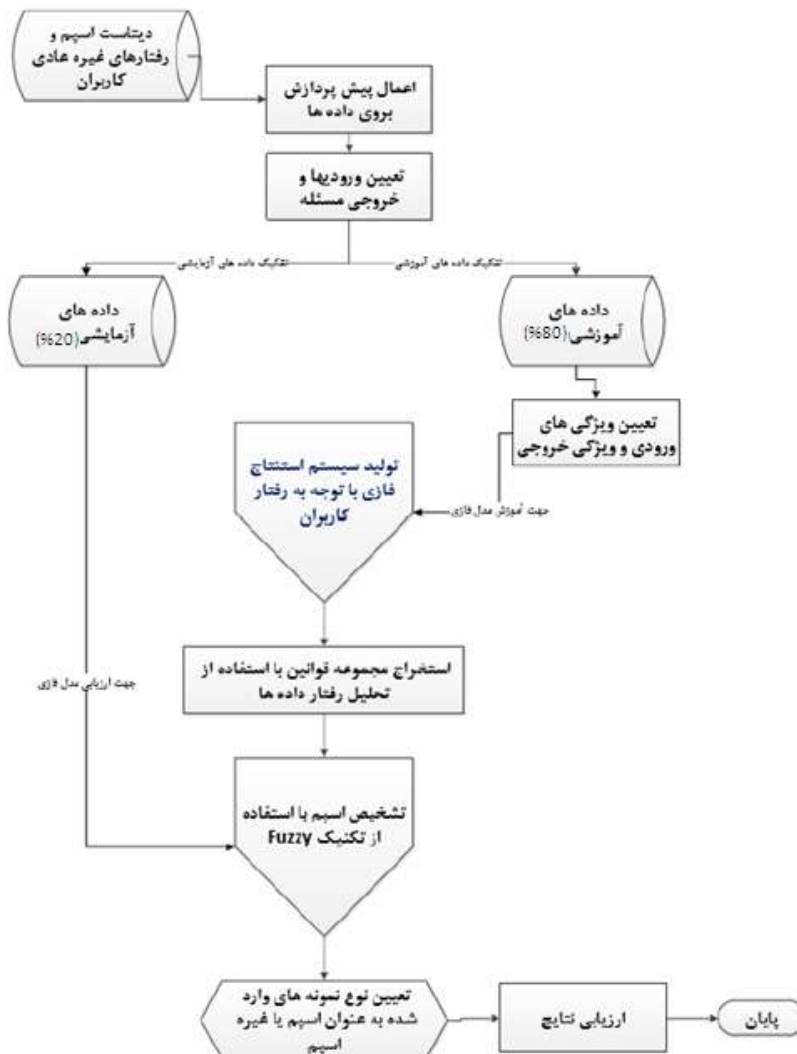 دیتاست اسپم و
رفتارهای غیره عادی
کاربران
اعمال پیش پردازش
بروی داده ها
تعیین ورودیها و
خروجی مسئله
تفکیک داده های آموزشی
تفکیک داده های آزمایشی
داده های
آموزشی(80%)
داده های
آزمایشی(20%)
تعیین ویژگی های
ورودی و ویژگی خروجی
جهت آموزش مدل فازی
تولید سیستم استنتاج
فازی با توجه به رفتار
کاربران
استخراج مجموعه قوانین با استفاده از
تحلیل رفتار داده ها
جهت ارزیابی مدل فازی
تشخیص اسپم با استفاده
از تکنیک Fuzzy
تعیین نوع نمونه های وارد
شده به عنوان اسپم یا غیره
اسپم
ارزیابی نتایج
پایان